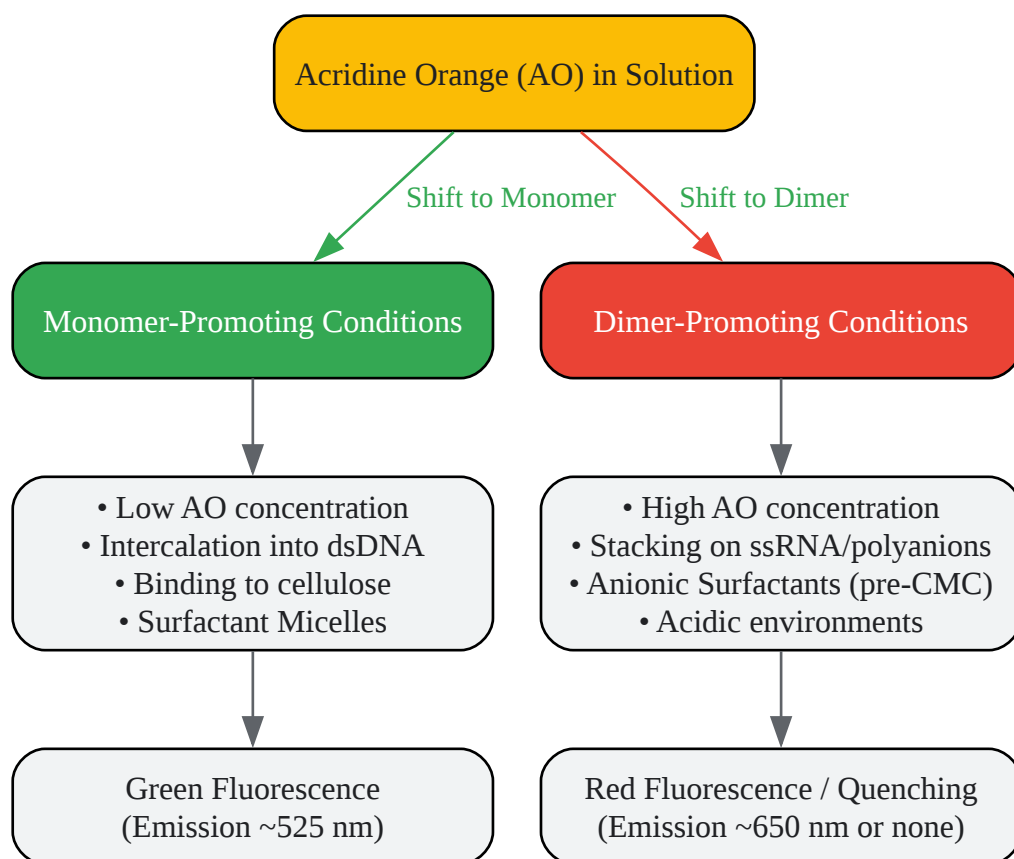 Acridine Orange (AO) in Solution
Shift to Monomer
Shift to Dimer
Monomer-Promoting Conditions
Dimer-Promoting Conditions
• Low AO concentration
• Intercalation into dsDNA
• Binding to cellulose
• Surfactant Micelles
• High AO concentration
• Stacking on ssRNA/polyanions
• Anionic Surfactants (pre-CMC)
• Acidic environments
Green Fluorescence
(Emission ~525 nm)
Red Fluorescence / Quenching
(Emission ~650 nm or none)